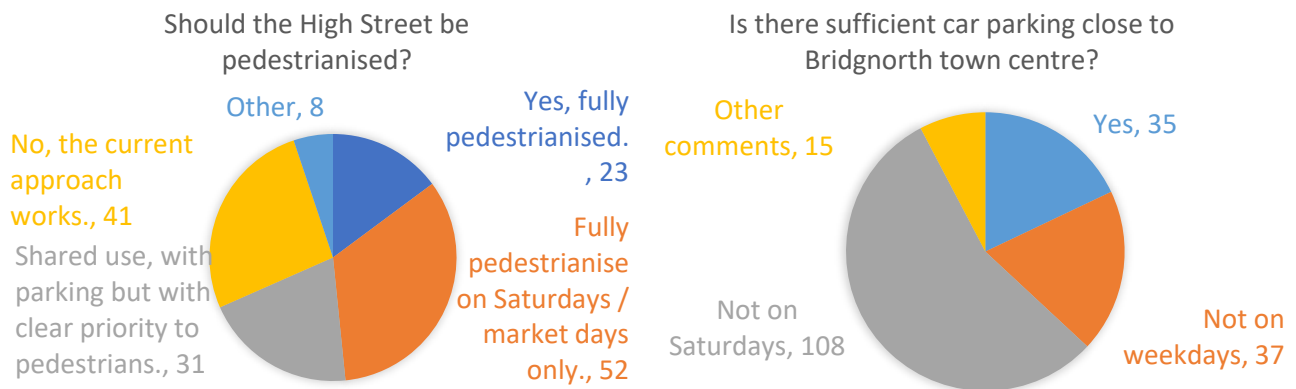 Should the High Street be
pedestrianised?
Other, 8
Yes, fully
pedestrianised.
, 23
No, the current
approach
works., 41
Fully
pedestrianise
on Saturdays /
market days
only., 52
Shared use, with
parking but with
clear priority to
pedestrians., 31
Is there sufficient car parking close to
Bridgnorth town centre?
Other
comments, 15
Yes, 35
Not on
Saturdays, 108
Not on
weekdays, 37